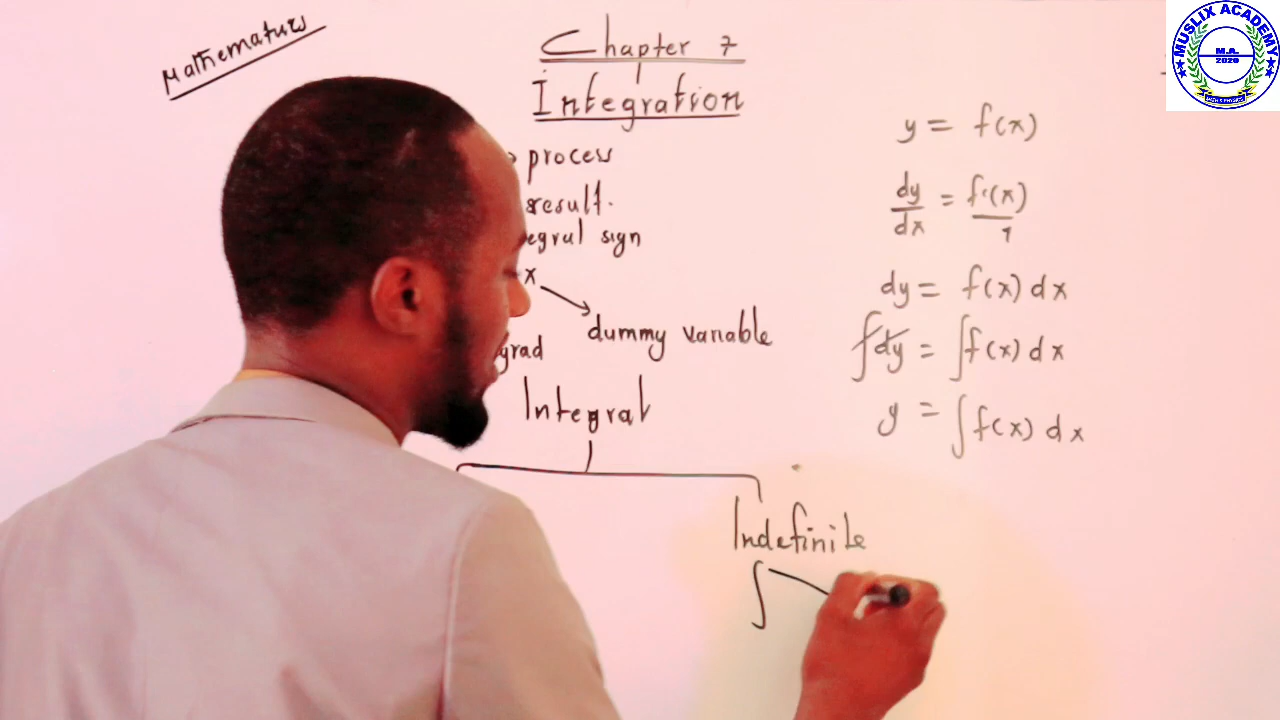 Mathematics
Chapter 7
Integration
process
result.
egral sign
x
dummy variable
grad
Integral
Indefinite
∫
y = f(x)
dy/dx = f'(x)/1
dy = f(x) dx
∫dy = ∫f(x) dx
y = ∫f(x) dx
MUSLIX ACADEMY
M.A.
2020